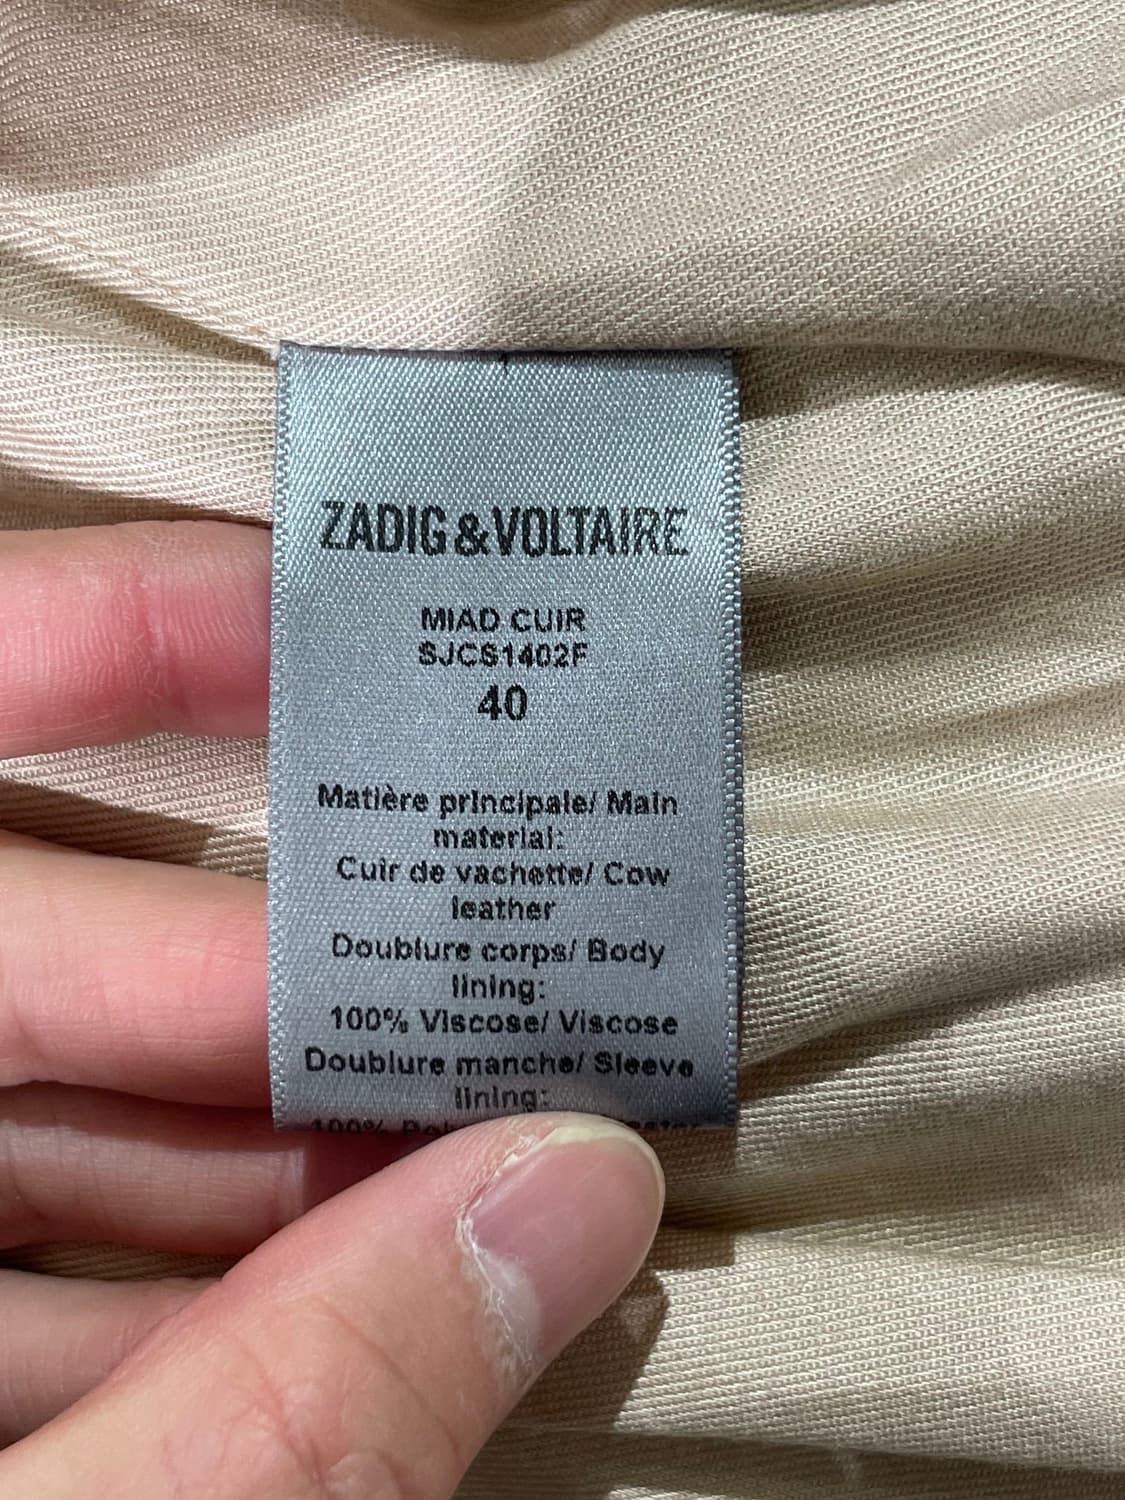 ZADIG&VOLTAIRE
MIAD CUIR
SJCS1402F
40
Matière principale/ Main
material:
Cuir de vachette/ Cow
leather
Doublure corps/ Body
lining:
100% Viscose/ Viscose
Doublure manche/ Sleeve
lining:
100%